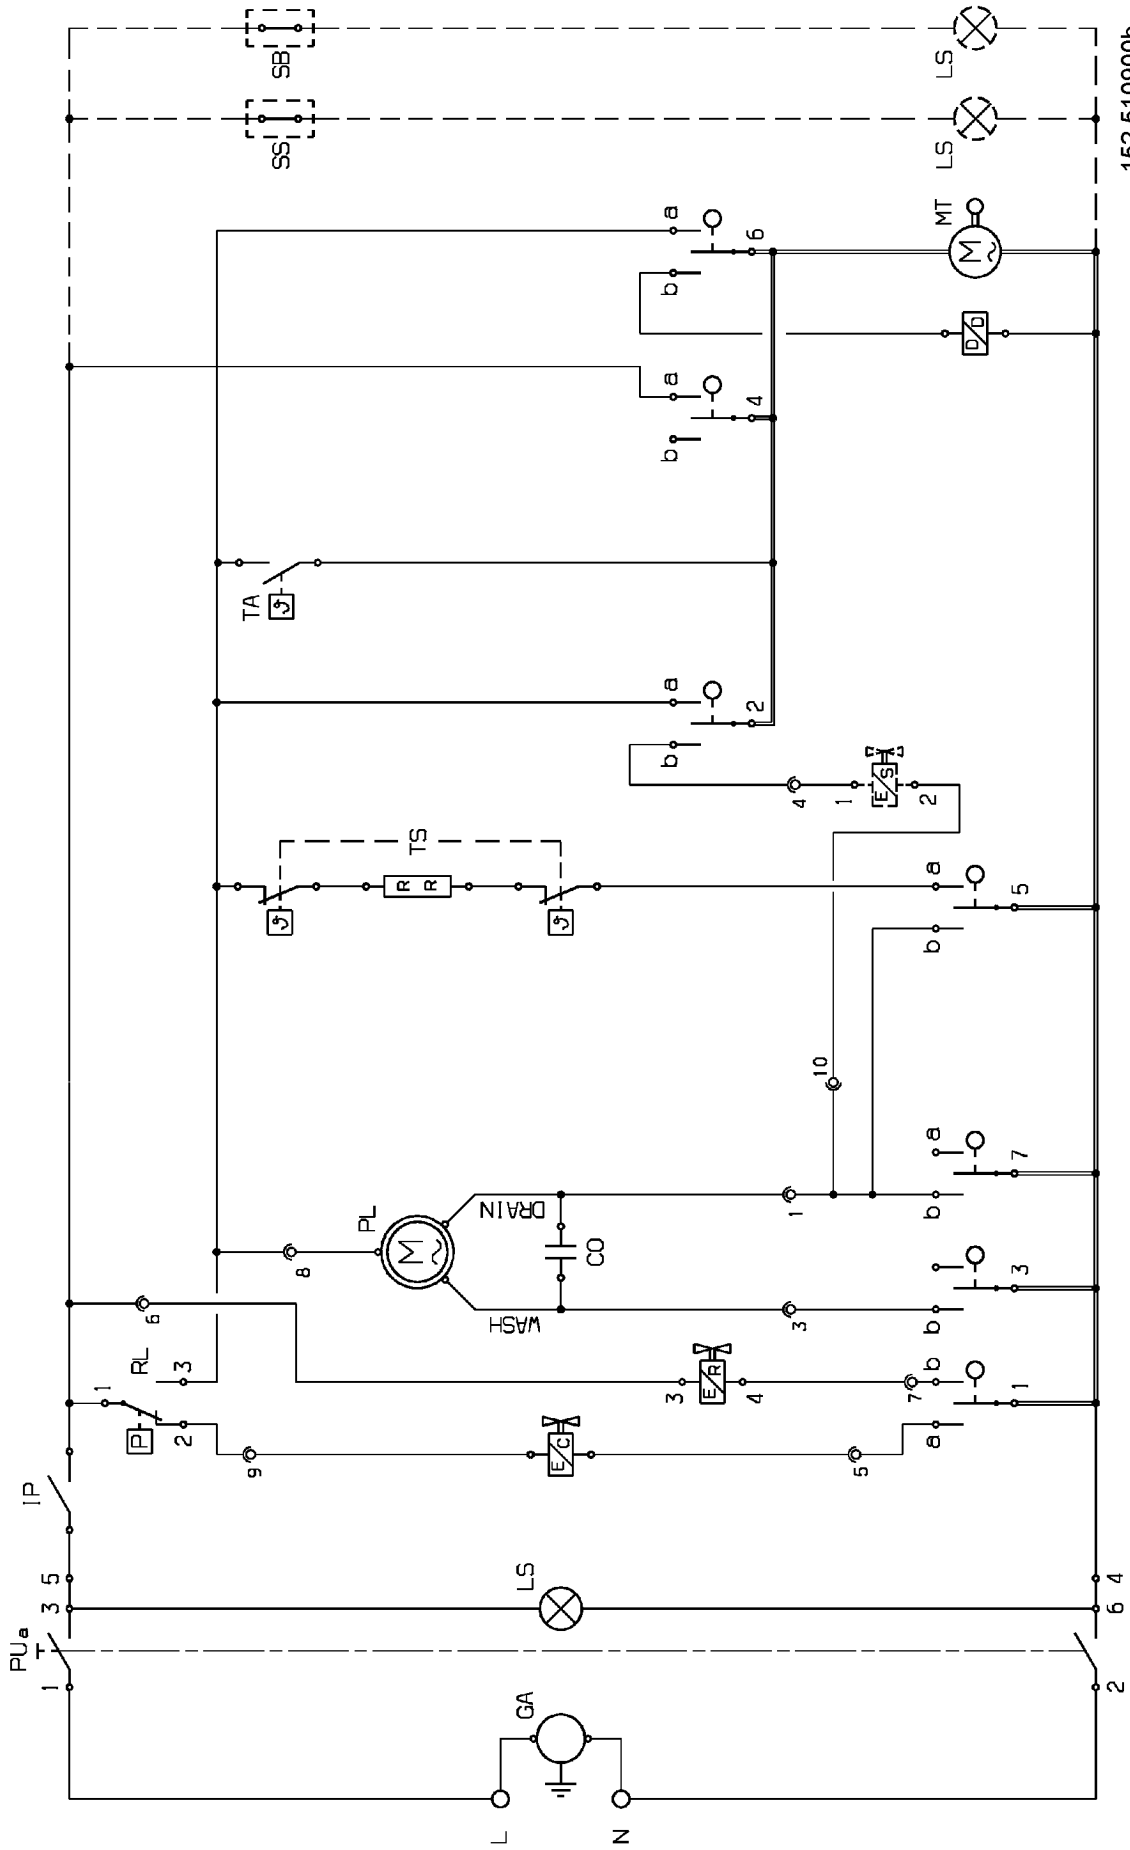 PUa
IP
1
3
5
1
P
RL
6
2
3
9
TA
SS
SB
ϑ
ϑ
8
PL
M
R
R
TS
L
WASH
DRAIN
GA
LS
E
C
ϑ
CO
N
3
b
a
b
a
b
a
E
R
4
2
4
6
3
1
4
10
1
5
E
S
7
2
a
b
b
b
a
b
a
MT
LS
LS
M
D
D
1
3
7
5
2
6
4